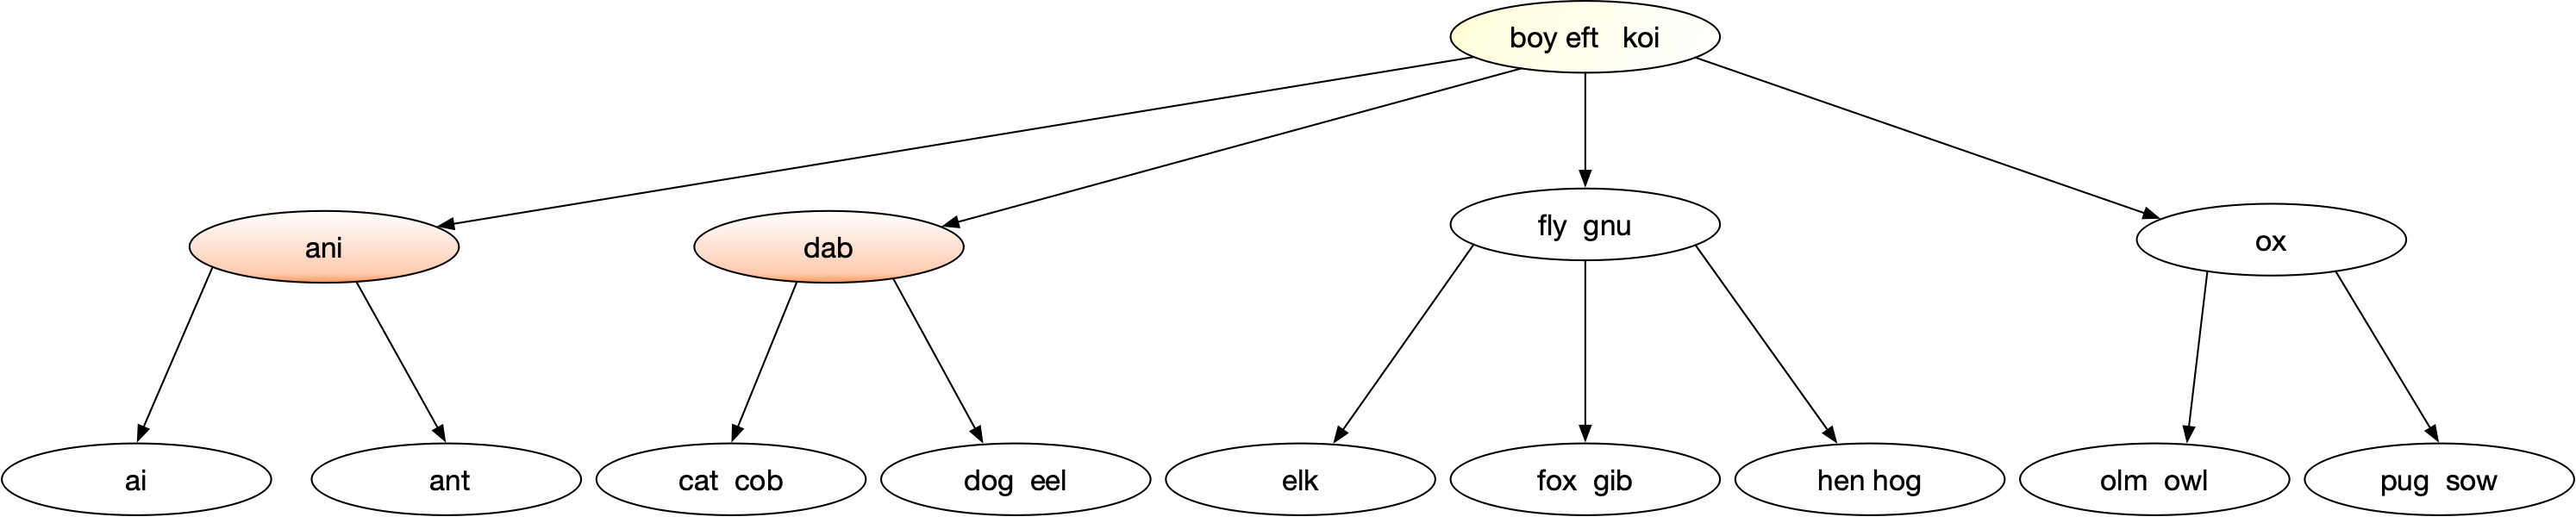 boy eft koi
ani
dab
fly gnu
ox
ai
ant
cat cob
dog eel
elk
fox gib
hen hog
olm owl
pug sow